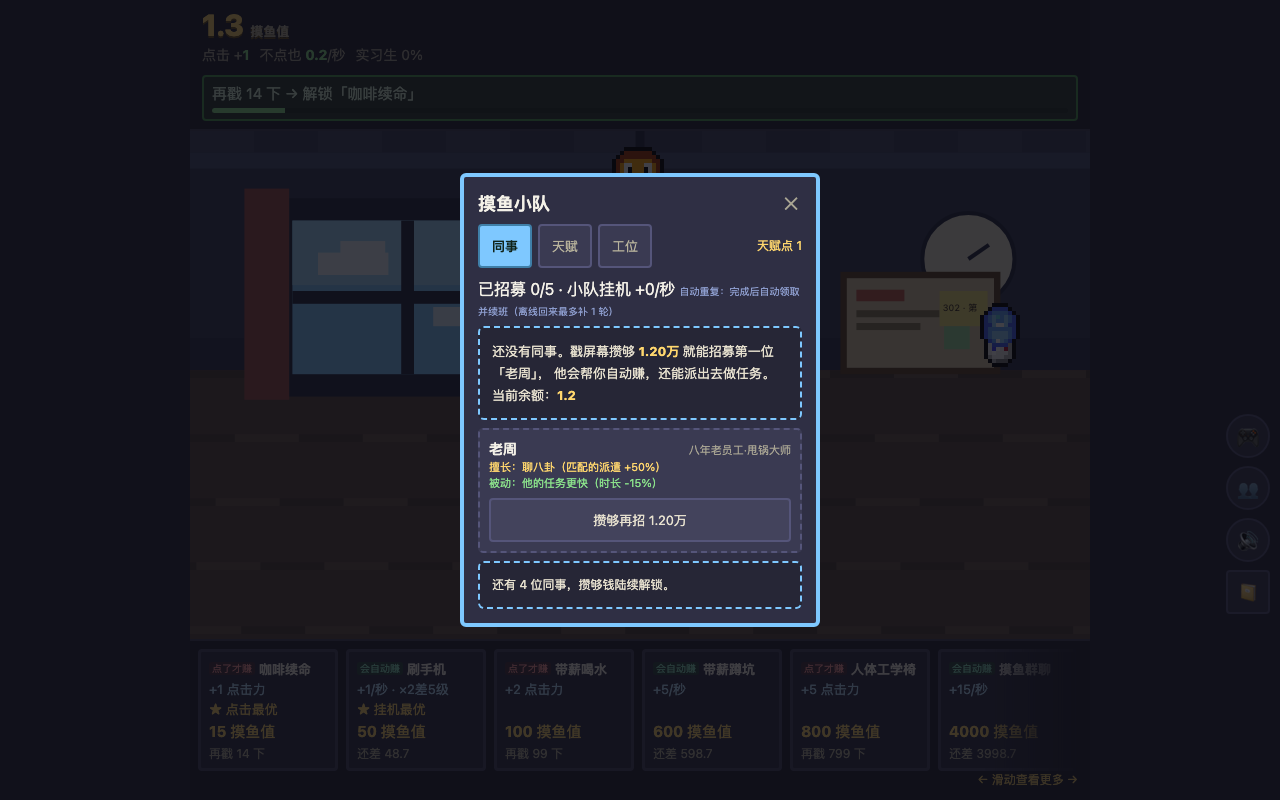 1.3 摸鱼值
点击 +1 不点也 0.2/秒 实习生 0%
再戳 14 下 → 解锁「咖啡续命」
摸鱼小队
同事
天赋
工位
天赋点 1
已招募 0/5 · 小队挂机 +0/秒 自动重复：完成后自动领取
并续班（离线回来最多补 1 轮）
还没有同事。戳屏幕攒够 1.20万 就能招募第一位
「老周」， 他会帮你自动赚，还能派出去做任务。
当前余额：1.2
老周
八年老员工·甩锅大师
擅长：聊八卦（匹配的派遣 +50%）
被动：他的任务更快（时长 -15%）
攒够再招 1.20万
还有 4 位同事，攒够钱陆续解锁。
302 · 第
点了才赚 咖啡续命
+1 点击力
★ 点击最优
15 摸鱼值
再戳 14 下
会自动赚 刷手机
+1/秒 · ×2差5级
★ 挂机最优
50 摸鱼值
还差 48.7
点了才赚 带薪喝水
+2 点击力
100 摸鱼值
再戳 99 下
会自动赚 带薪蹲坑
+5/秒
600 摸鱼值
还差 598.7
点了才赚 人体工学椅
+5 点击力
800 摸鱼值
再戳 799 下
会自动赚 摸鱼群聊
+15/秒
4000 摸鱼值
还差 3998.7
← 滑动查看更多 →